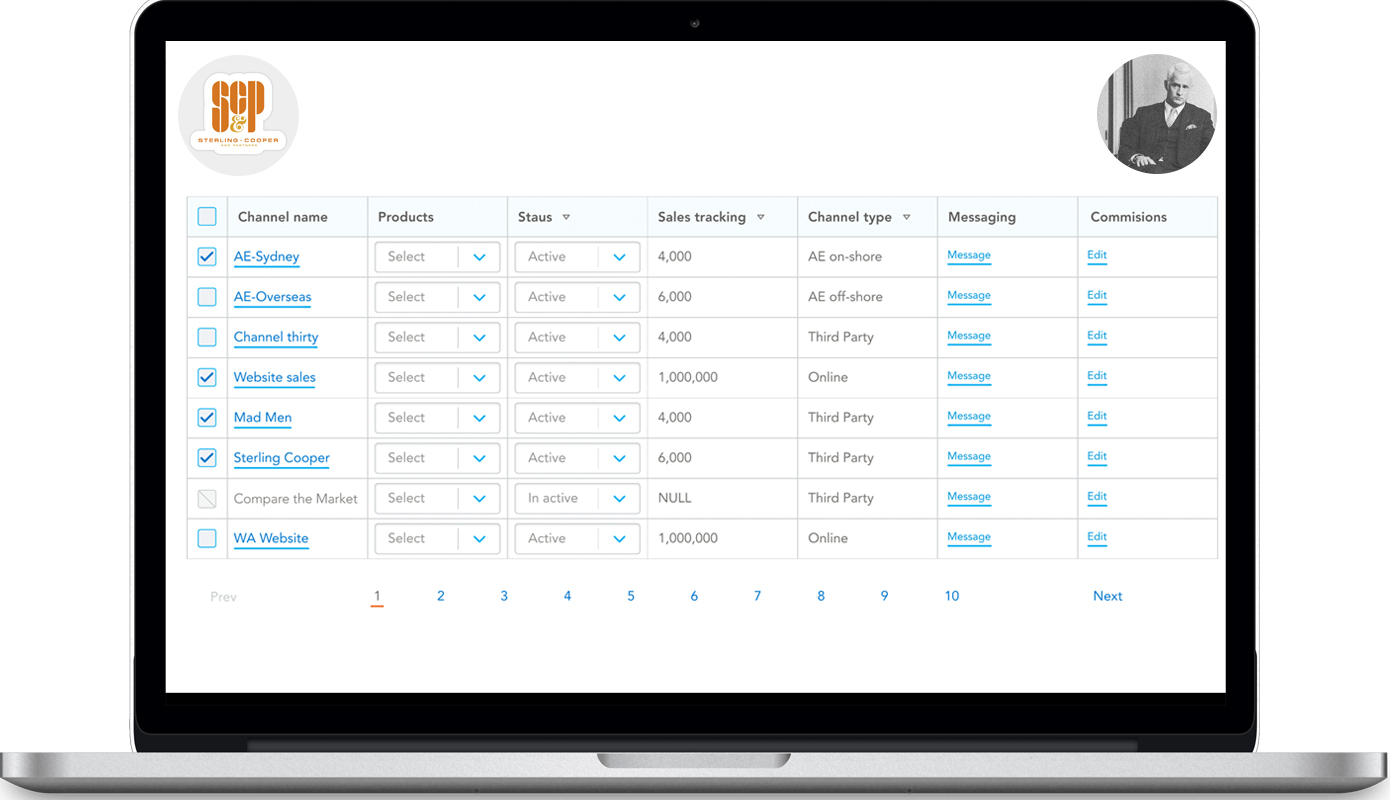 SC&P
STERLING·COOPER
AND PARTNERS
Channel name Products Staus Sales tracking Channel type Messaging Commisions
AE-Sydney Select Active 4,000 AE on-shore Message Edit
AE-Overseas Select Active 6,000 AE off-shore Message Edit
Channel thirty Select Active 4,000 Third Party Message Edit
Website sales Select Active 1,000,000 Online Message Edit
Mad Men Select Active 4,000 Third Party Message Edit
Sterling Cooper Select Active 6,000 Third Party Message Edit
Compare the Market Select In active NULL Third Party Message Edit
WA Website Select Active 1,000,000 Online Message Edit
Prev 1 2 3 4 5 6 7 8 9 10 Next